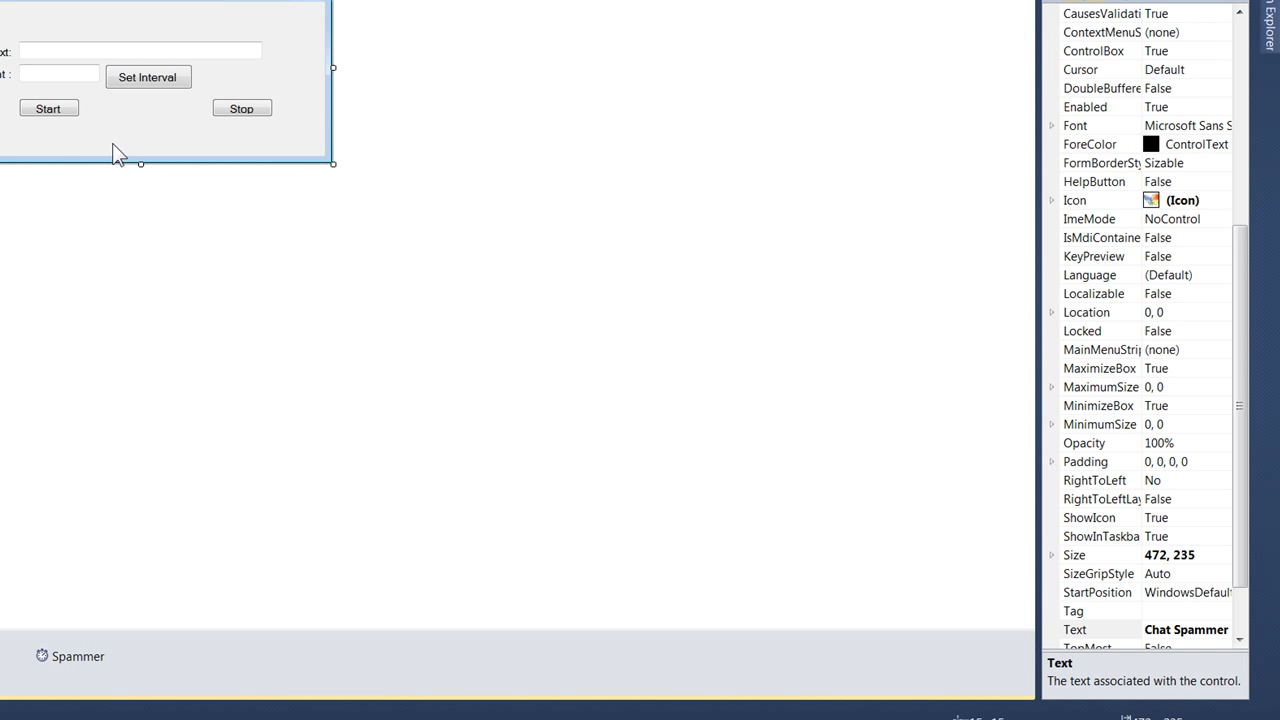 xt:
nt :
Set Interval
Start
Stop
Spammer
CausesValidati True
ContextMenuS (none)
ControlBox True
Cursor Default
DoubleBuffere False
Enabled True
Font Microsoft Sans S
ForeColor ControlText
FormBorderSty Sizable
HelpButton False
Icon (Icon)
ImeMode NoControl
IsMdiContaine False
KeyPreview False
Language (Default)
Localizable False
Location 0, 0
Locked False
MainMenuStrip (none)
MaximizeBox True
MaximumSize 0, 0
MinimizeBox True
MinimumSize 0, 0
Opacity 100%
Padding 0, 0, 0, 0
RightToLeft No
RightToLeftLay False
ShowIcon True
ShowInTaskba True
Size 472, 235
SizeGripStyle Auto
StartPosition WindowsDefaul
Tag
Text Chat Spammer
TopMost False
Text
The text associated with the control.
n Explorer